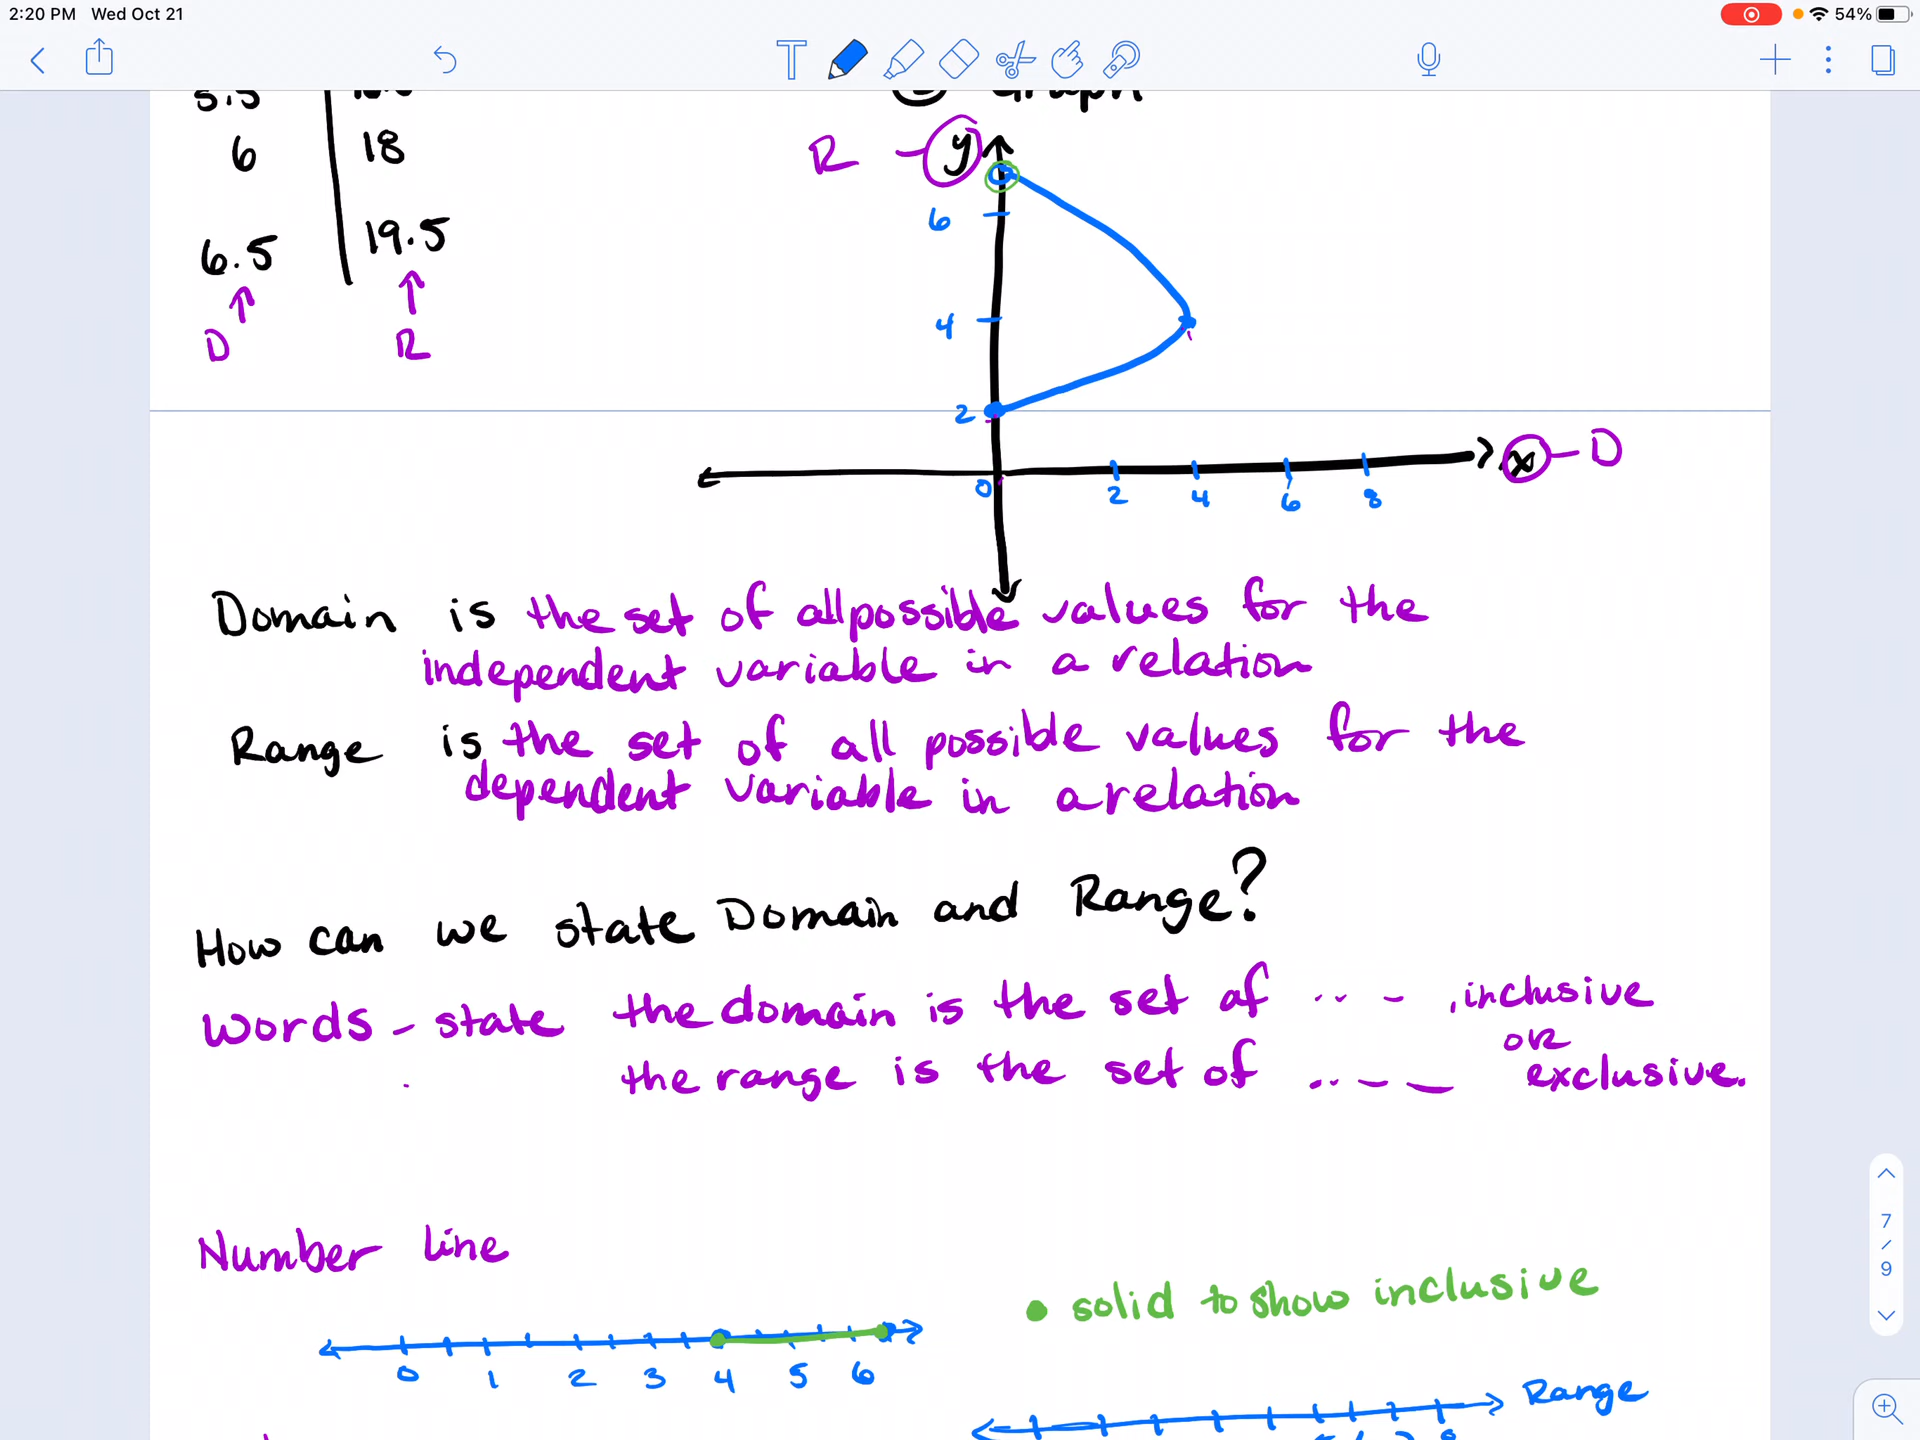 2:20 PM Wed Oct 21
54%
Graph
5.5
6 18
6.5 19.5
D R
R - y
6
4
2
0 2 4 6 8
x - D
Domain is the set of all possible values for the
independent variable in a relation
Range is the set of all possible values for the
dependent variable in a relation
How can we state Domain and Range?
Words - state the domain is the set of .. - , inclusive
or
the range is the set of .. - — exclusive.
Number line
• solid to show inclusive
0 1 2 3 4 5 6
Range
7
/
9